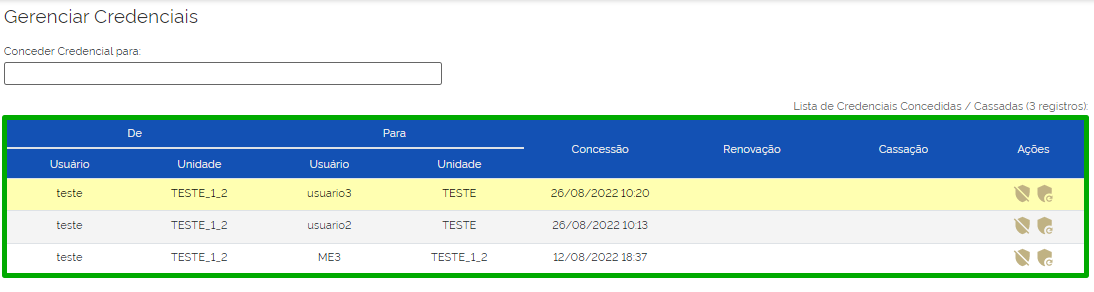 Gerenciar Credenciais
Conceder Credencial para:
Lista de Credenciais Concedidas / Cassadas (3 registros):
De Para Concessão Renovação Cassação Ações
Usuário Unidade Usuário Unidade
teste TESTE_1_2 usuario3 TESTE 26/08/2022 10:20
teste TESTE_1_2 usuario2 TESTE 26/08/2022 10:13
teste TESTE_1_2 ME3 TESTE_1_2 12/08/2022 18:37